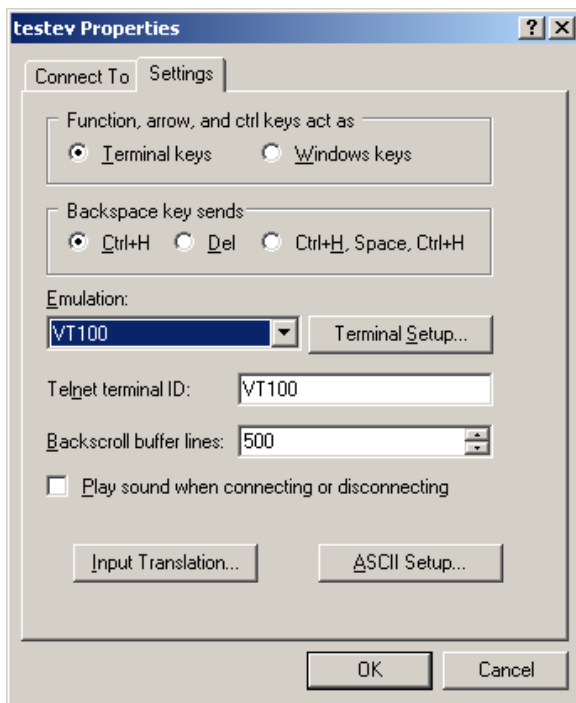 testev Properties
Connect To Settings
Function, arrow, and ctrl keys act as
Terminal keys Windows keys
Backspace key sends
Ctrl+H Del Ctrl+H, Space, Ctrl+H
Emulation:
VT100 Terminal Setup...
Telnet terminal ID: VT100
Backscroll buffer lines: 500
Play sound when connecting or disconnecting
Input Translation... ASCII Setup...
OK Cancel